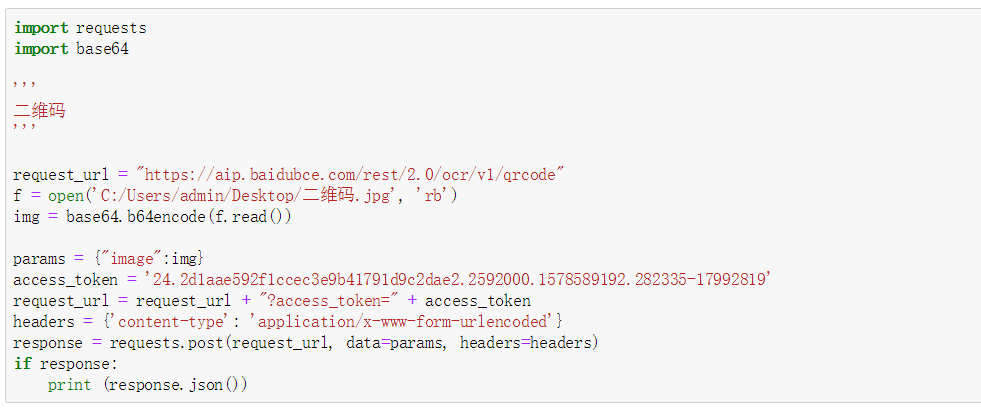 import requests
import base64
'''
二维码
'''
request_url = "https://aip.baidubce.com/rest/2.0/ocr/v1/qrcode"
f = open('C:/Users/admin/Desktop/二维码.jpg', 'rb')
img = base64.b64encode(f.read())
params = {"image":img}
access_token = '24.2d1aae592f1ccec3e9b41791d9c2dae2.2592000.1578589192.282335-17992819'
request_url = request_url + "?access_token=" + access_token
headers = {'content-type': 'application/x-www-form-urlencoded'}
response = requests.post(request_url, data=params, headers=headers)
if response:
    print (response.json())